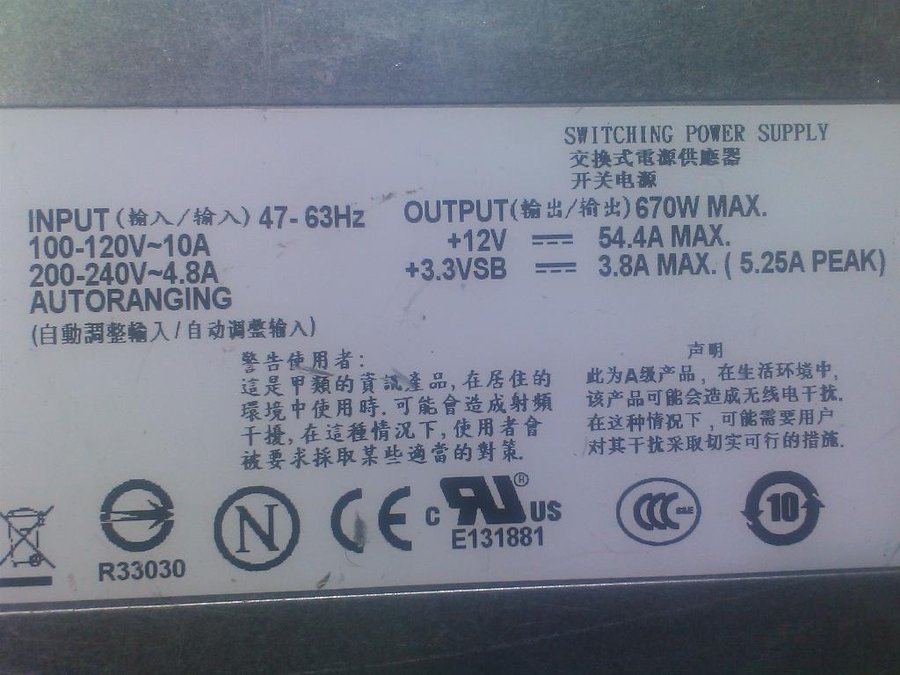 SWITCHING POWER SUPPLY
交換式電源供應器
开关电源
INPUT (輸入/输入) 47-63Hz
100-120V~10A
200-240V~4.8A
AUTORANGING
(自動調整輸入/自动调整输入)
OUTPUT(輸出/输出)670W MAX.
+12V ⎓ 54.4A MAX.
+3.3VSB ⎓ 3.8A MAX. ( 5.25A PEAK)
警告使用者:
這是甲類的資訊產品,在居住的
環境中使用時.可能會造成射頻
干擾,在這種情況下,使用者會
被要求採取某些適當的對策.
声明
此为A级产品,在生活环境中,
该产品可能会造成无线电干扰.
在这种情况下,可能需要用户
对其干扰采取切实可行的措施.
R33030
N
CE
c RU ® US
E131881
CCC S&E
10